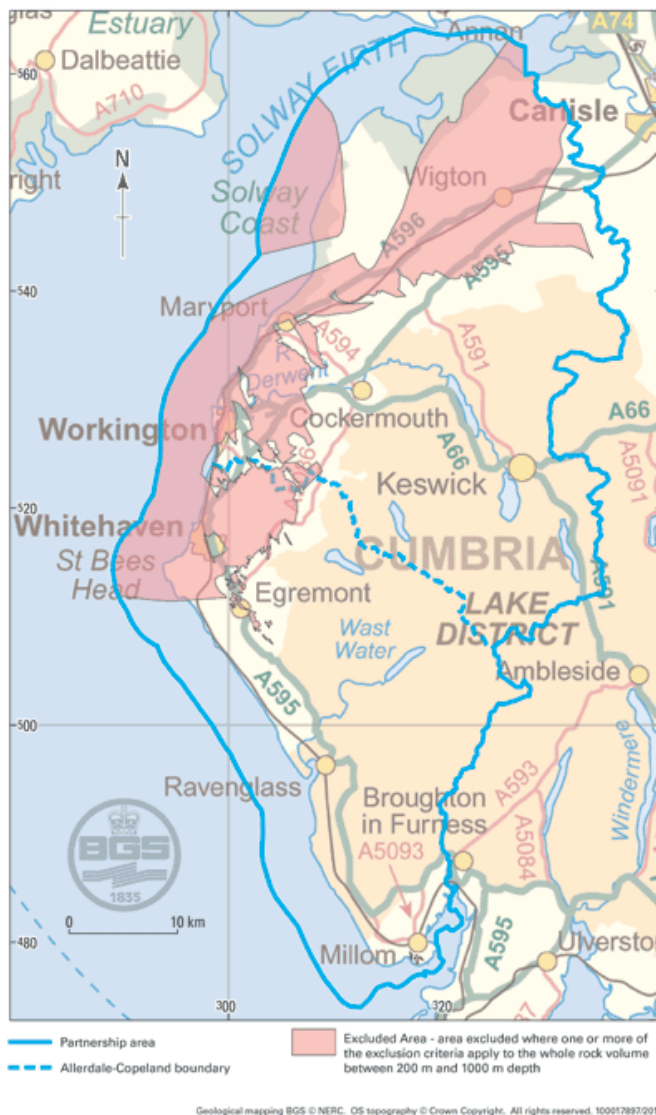 Estuary
Annan
A74
560
Dalbeattie
A710
SOLWAY FIRTH
Carlisle
N
right
Wigton
Solway
Coast
A596
A595
540
Maryport
A594
A591
R
Derwent
Cockermouth
A66
Workington
A66
A5091
Keswick
520
Whitehaven
St Bees
Head
CUMBRIA
Egremont
LAKE
DISTRICT
A591
Wast
Water
Ambleside
A595
500
Ravenglass
A593
Windermere
Broughton
in Furness
BGS
1835
A5093
A5084
0 10 km
480
Millom
A595
Ulversto
300
320
Partnership area
Allerdale-Copeland boundary
Excluded Area - area excluded where one or more of
the exclusion criteria apply to the whole rock volume
between 200 m and 1000 m depth
Geological mapping BGS © NERC. OS topography © Crown Copyright. All rights reserved. 100017897/20